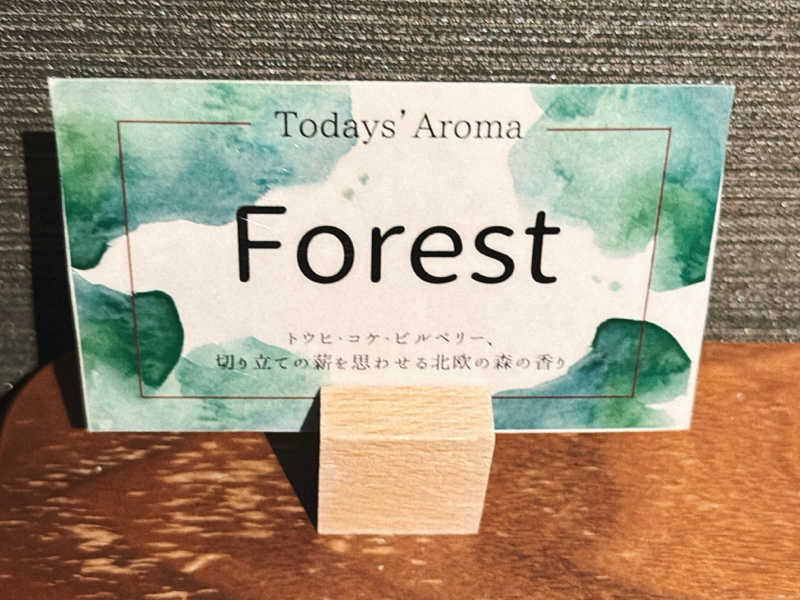 Todays' Aroma
Forest
トウヒ・コケ・ビルベリー、
切り立ての薪を思わせる北欧の森の香り